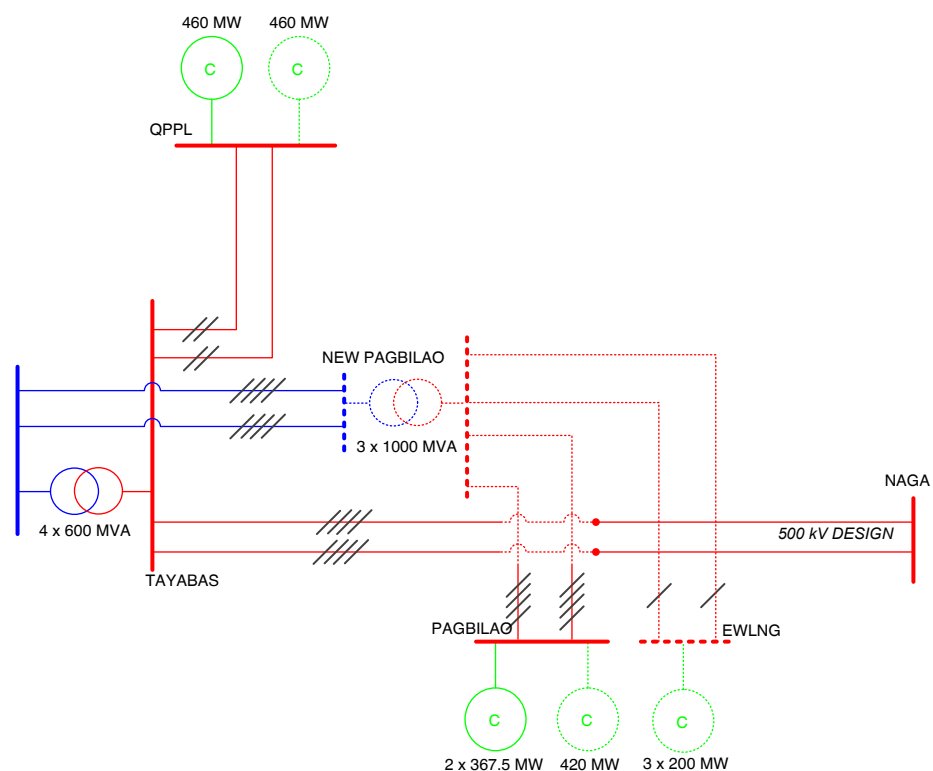 460 MW
460 MW
C
C
QPPL
NEW PAGBILAO
3 x 1000 MVA
NAGA
4 x 600 MVA
500 kV DESIGN
TAYABAS
PAGBILAO
EWLNG
C
C
C
2 x 367.5 MW
420 MW
3 x 200 MW